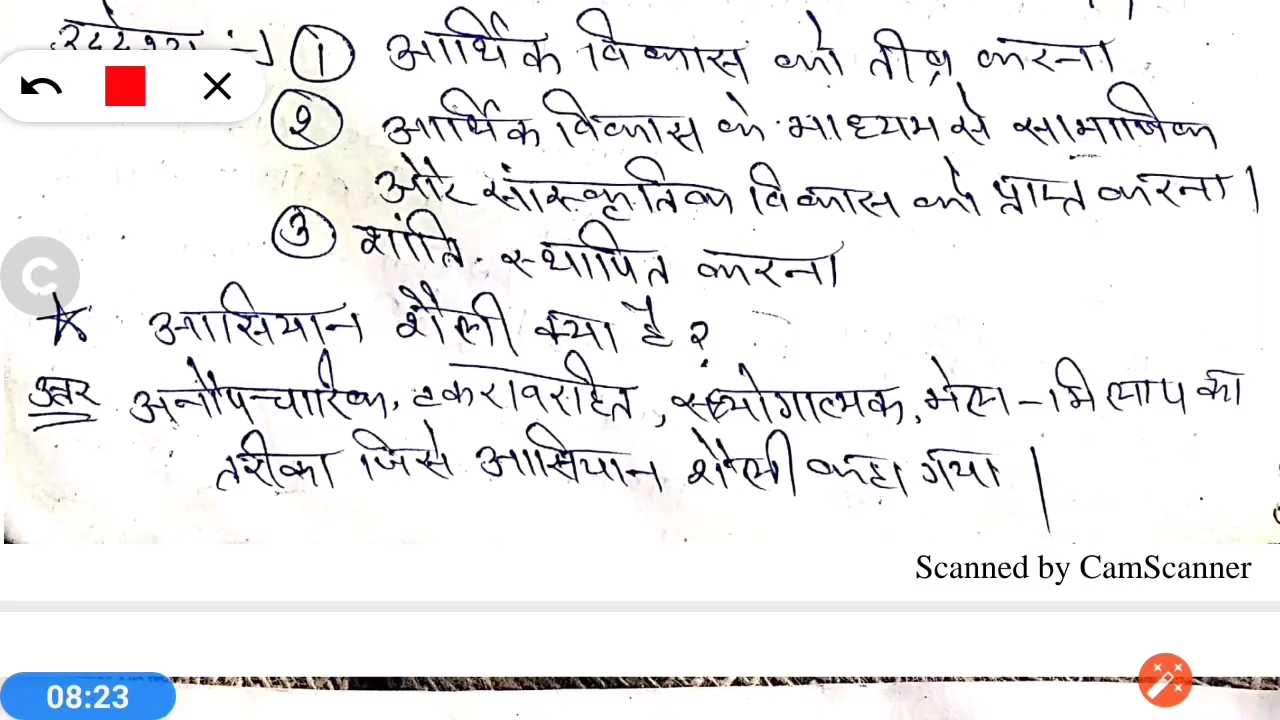 उद्देश्य :-> ① आर्थिक विकास को तीव्र करना
② आर्थिक विकास के माध्यम से सामाजिक
और सांस्कृतिक विकास को प्राप्त करना।
③ शांति स्थापित करना
☆ आसियान शैली क्या है ?
उत्तर अनौपचारिक, टकरावरहित, सहयोगात्मक, मेल-मिलाप का
तरीका जिसे आसियान शैली कहा गया |
Scanned by CamScanner
08:23